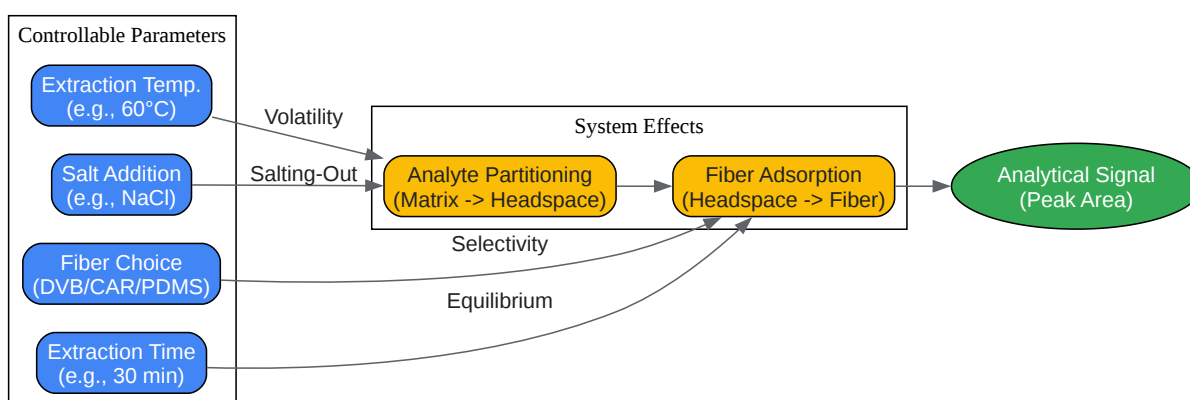 Controllable Parameters
Extraction Temp.
(e.g., 60°C)
Salt Addition
(e.g., NaCl)
Fiber Choice
(DVB/CAR/PDMS)
Extraction Time
(e.g., 30 min)
Volatility
Salting-Out
Selectivity
Equilibrium
System Effects
Analyte Partitioning
(Matrix -> Headspace)
Fiber Adsorption
(Headspace -> Fiber)
Analytical Signal
(Peak Area)